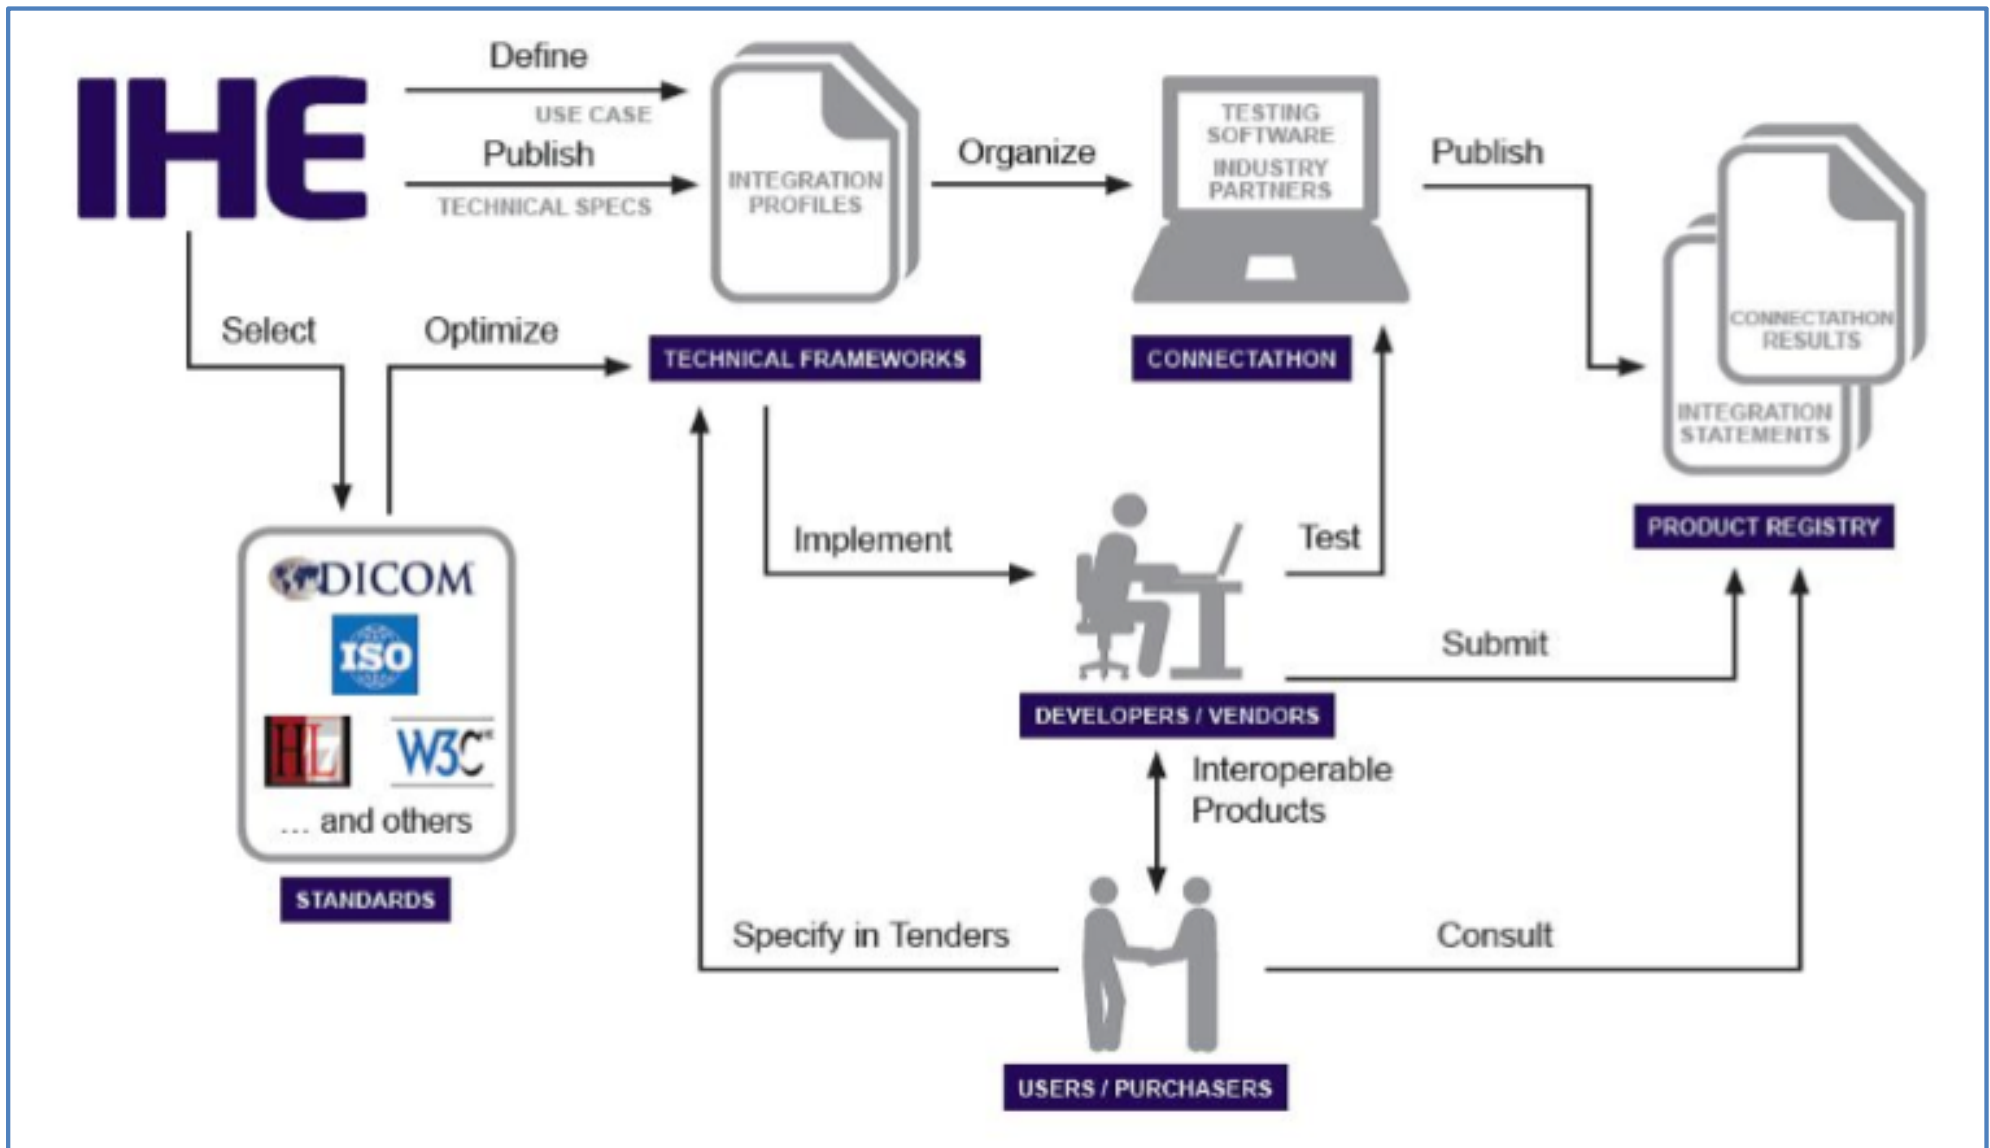 IHE
Define
USE CASE
Publish
TECHNICAL SPECS
INTEGRATION
PROFILES
TECHNICAL FRAMEWORKS
Organize
TESTING
SOFTWARE
INDUSTRY
PARTNERS
CONNECTATHON
Publish
CONNECTATHON
RESULTS
INTEGRATION
STATEMENTS
PRODUCT REGISTRY
Select
Optimize
DICOM
ISO
HL7
W3C
... and others
STANDARDS
Implement
Test
Submit
DEVELOPERS / VENDORS
Interoperable
Products
Specify in Tenders
Consult
USERS / PURCHASERS